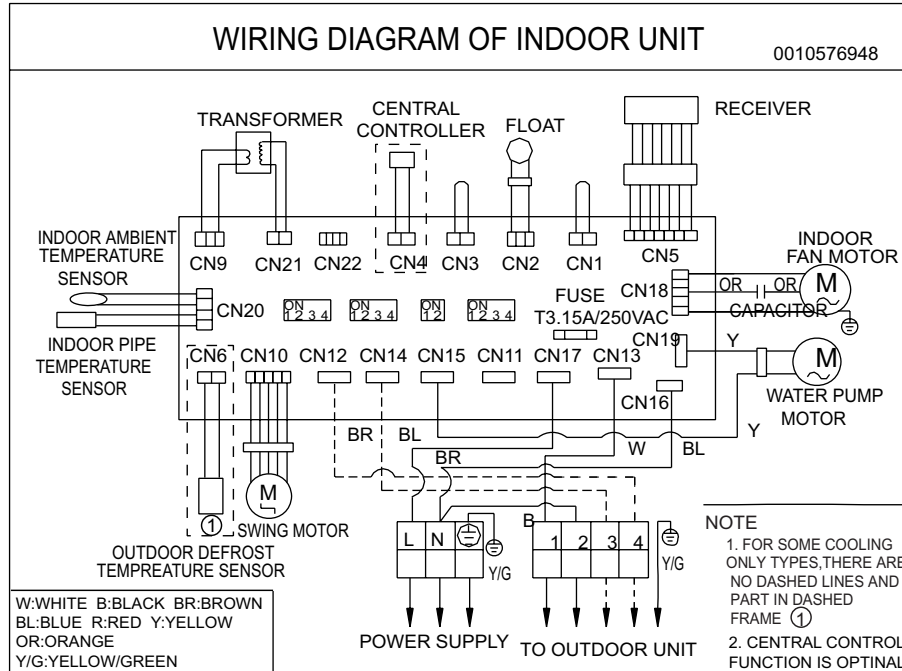 WIRING DIAGRAM OF INDOOR UNIT
0010576948
TRANSFORMER
CENTRAL
CONTROLLER
FLOAT
RECEIVER
INDOOR AMBIENT
TEMPERATURE
SENSOR
CN9 CN21 CN22 CN4 CN3 CN2 CN1 CN5
INDOOR
FAN MOTOR
CN20
ON
1 2 3 4
ON
1 2 3 4
ON
1 2
ON
1 2 3 4
FUSE
T3.15A/250VAC
CN18
OR OR
CAPACITOR
M
INDOOR PIPE
TEMPERATURE
SENSOR
CN6 CN10 CN12 CN14 CN15 CN11 CN17 CN13
CN19
Y
M
WATER PUMP
MOTOR
CN16
BR BL BR W BL Y
M
1
SWING MOTOR
OUTDOOR DEFROST
TEMPREATURE SENSOR
L N
Y/G
B
1 2 3 4
Y/G
POWER SUPPLY
TO OUTDOOR UNIT
W:WHITE B:BLACK BR:BROWN
BL:BLUE R:RED Y:YELLOW
OR:ORANGE
Y/G:YELLOW/GREEN
NOTE
1. FOR SOME COOLING
ONLY TYPES,THERE ARE
NO DASHED LINES AND
PART IN DASHED
FRAME ①
2. CENTRAL CONTROL
FUNCTION IS OPTINAL